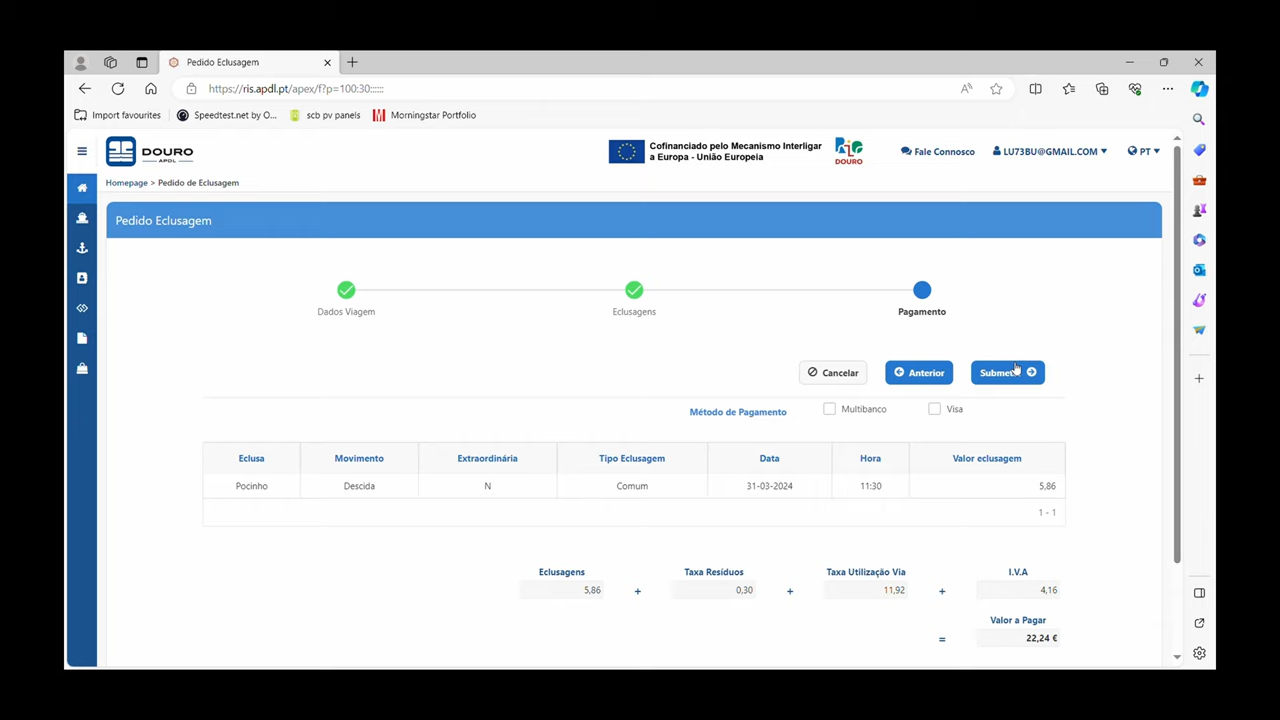 Pedido Eclusagem
https://ris.apdl.pt/apex/f?p=100:30::::::
Import favourites
Speedtest.net by O...
scb pv panels
Morningstar Portfolio
DOURO
APDL
Cofinanciado pelo Mecanismo Interligar
a Europa - União Europeia
DOURO
Fale Connosco
LU73BU@GMAIL.COM
PT
Homepage > Pedido de Eclusagem
Pedido Eclusagem
Dados Viagem
Eclusagens
Pagamento
Cancelar
Anterior
Método de Pagamento
Multibanco
Visa
Eclusa Movimento Extraordinária Tipo Eclusagem Data Hora Valor eclusagem
Pocinho Descida N Comum 31-03-2024 11:30 5,86
1 - 1
Eclusagens Taxa Resíduos Taxa Utilização Via I.V.A
5,86 + 0,30 + 11,92 + 4,16
Valor a Pagar
= 22,24 €